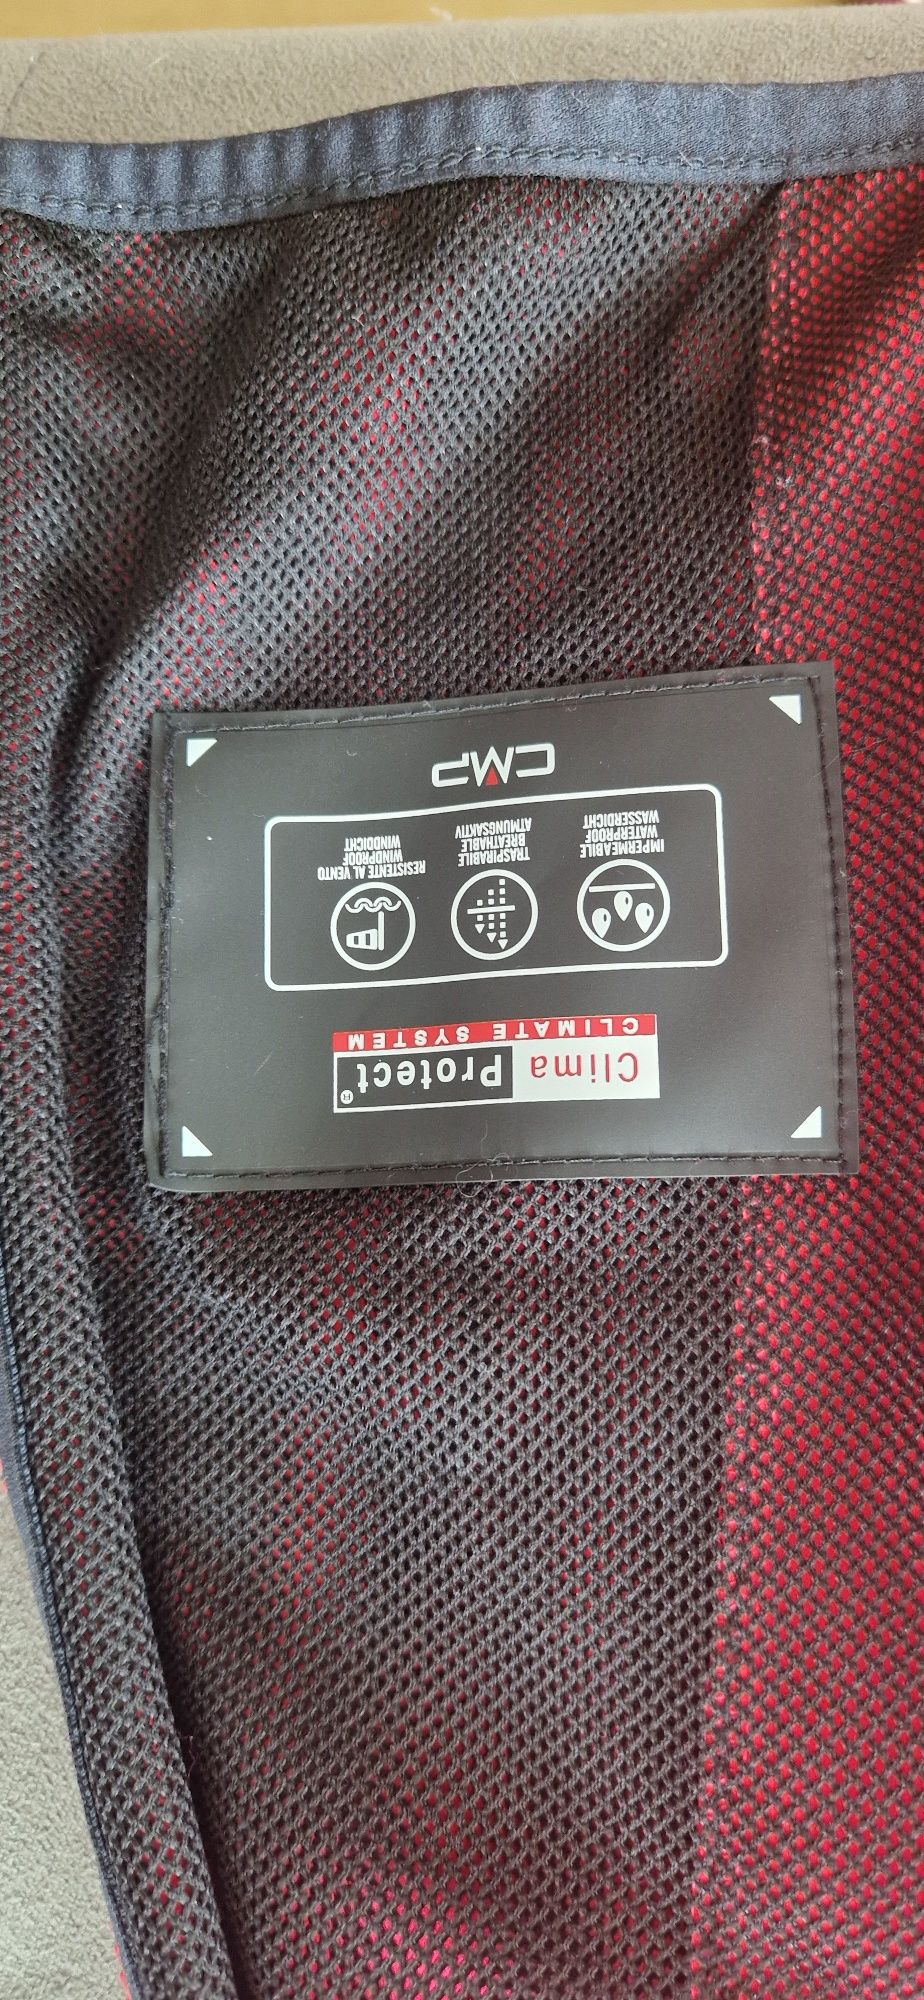 Clima Protect®
CLIMATE SYSTEM
IMPERMEABILE
WATERPROOF
WASSERDICHT
TRASPIRABILE
BREATHABLE
ATMUNGSAKTIV
RESISTENTE AL VENTO
WINDPROOF
WINDDICHT
CMP